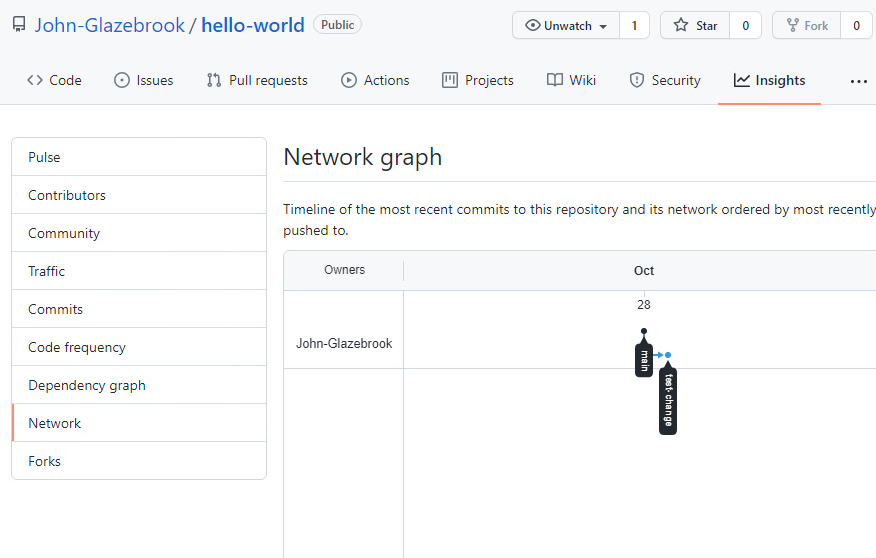 John-Glazebrook / hello-world Public Unwatch 1 Star 0 Fork 0
Code Issues Pull requests Actions Projects Wiki Security Insights ...
Pulse
Contributors
Community
Traffic
Commits
Code frequency
Dependency graph
Network
Forks
Network graph
Timeline of the most recent commits to this repository and its network ordered by most recently
pushed to.
Owners Oct
28
John-Glazebrook
main
test-change